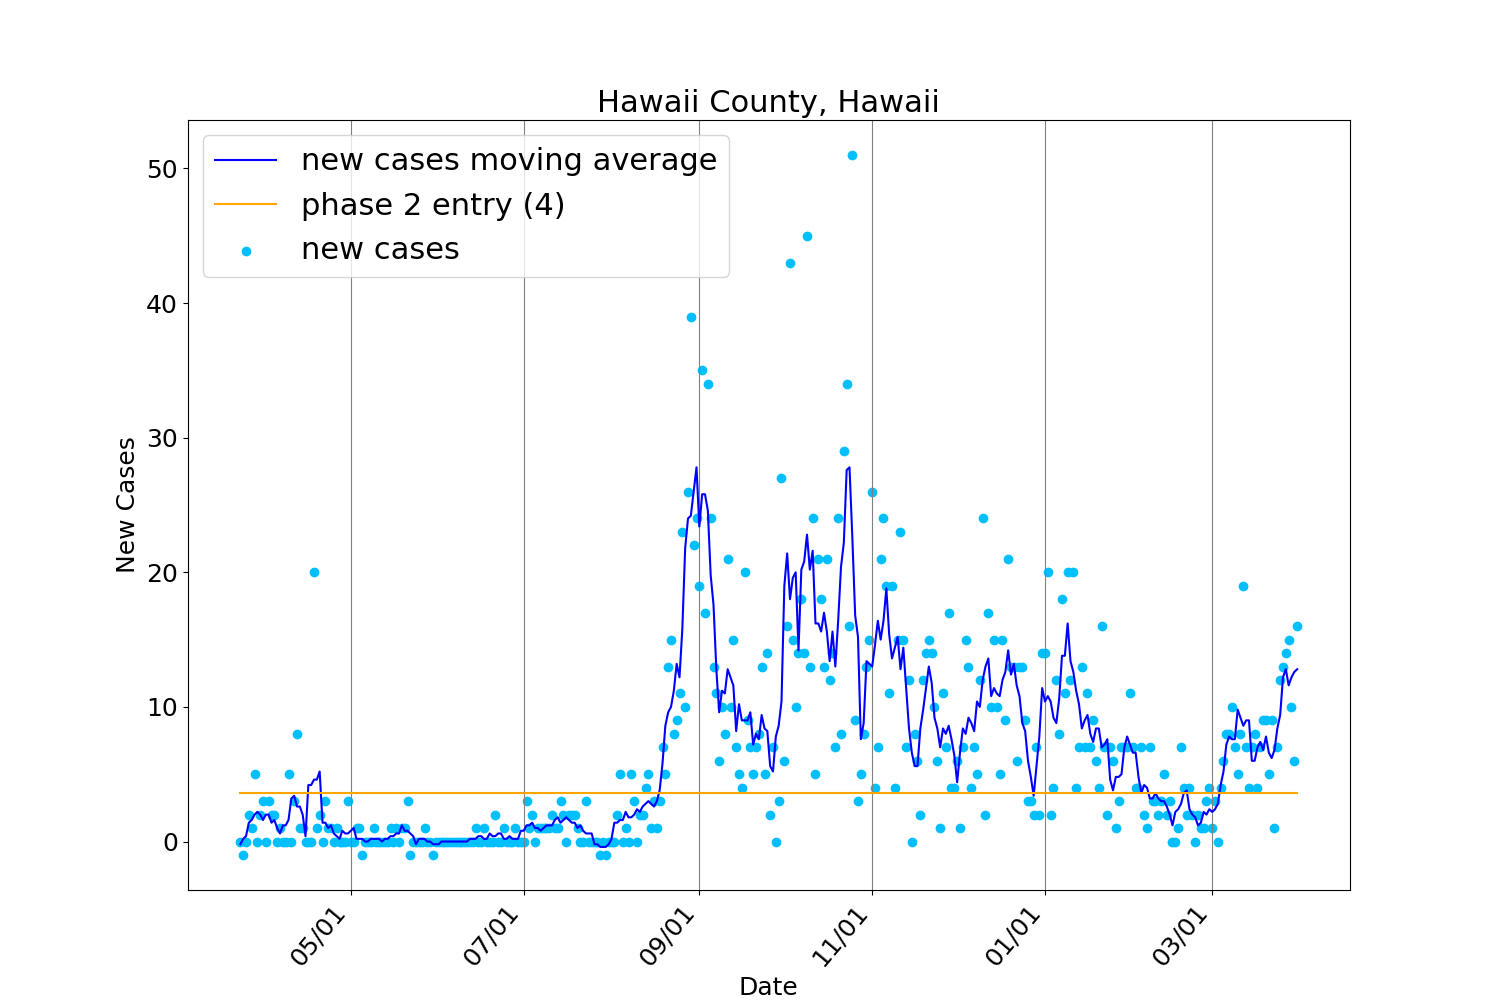 Hawaii County, Hawaii
new cases moving average
phase 2 entry (4)
new cases
50
40
30
20
10
0
New Cases
05/01
07/01
09/01
11/01
01/01
03/01
Date